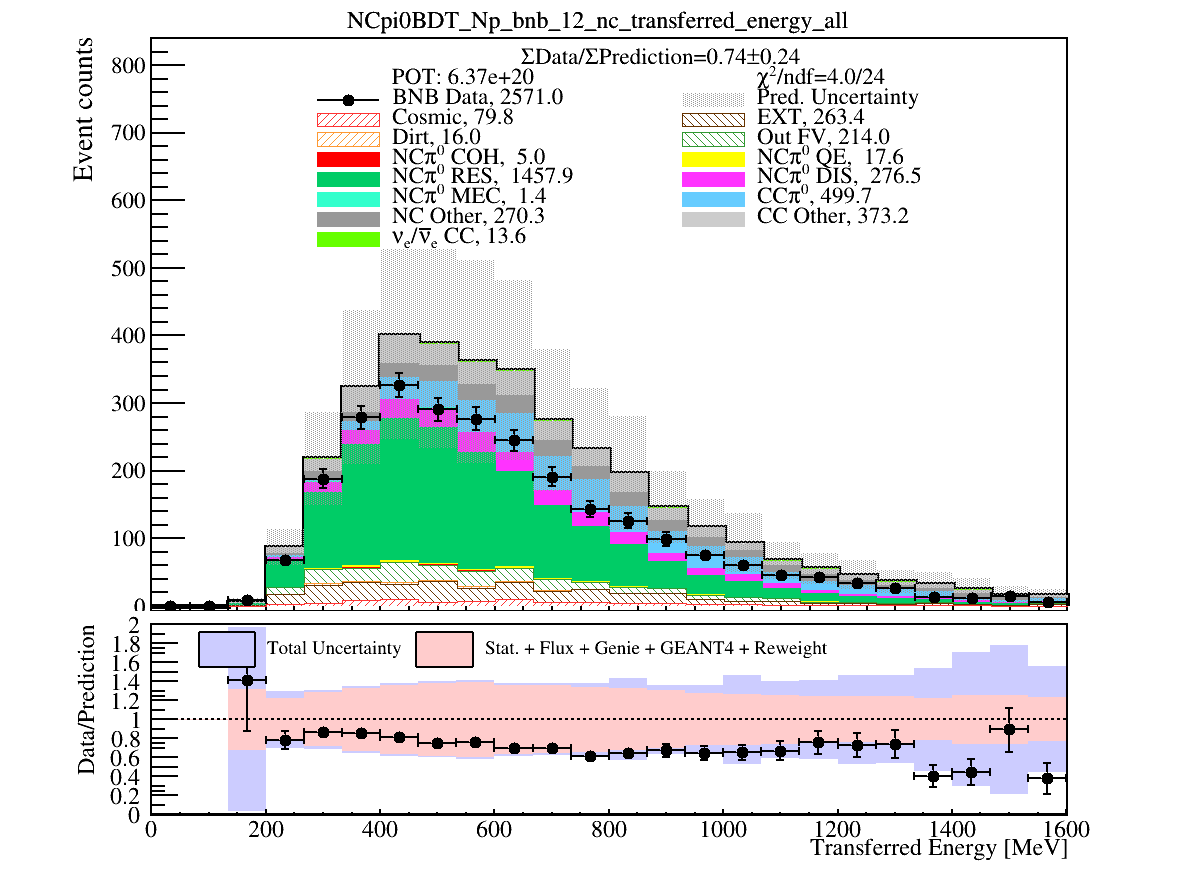 NCpi0BDT_Np_bnb_12_nc_transferred_energy_all
ΣData/ΣPrediction=0.74±0.24
POT: 6.37e+20
χ²/ndf=4.0/24
BNB Data, 2571.0
Pred. Uncertainty
Cosmic, 79.8
EXT, 263.4
Dirt, 16.0
Out FV, 214.0
NCπ⁰ COH, 5.0
NCπ⁰ QE, 17.6
NCπ⁰ RES, 1457.9
NCπ⁰ DIS, 276.5
NCπ⁰ MEC, 1.4
CCπ⁰, 499.7
NC Other, 270.3
CC Other, 373.2
νₑ/ν̅ₑ CC, 13.6
Event counts
800
700
600
500
400
300
200
100
0
Total Uncertainty
Stat. + Flux + Genie + GEANT4 + Reweight
Data/Prediction
2
1.8
1.6
1.4
1.2
1
0.8
0.6
0.4
0.2
0
0 200 400 600 800 1000 1200 1400 1600
Transferred Energy [MeV]